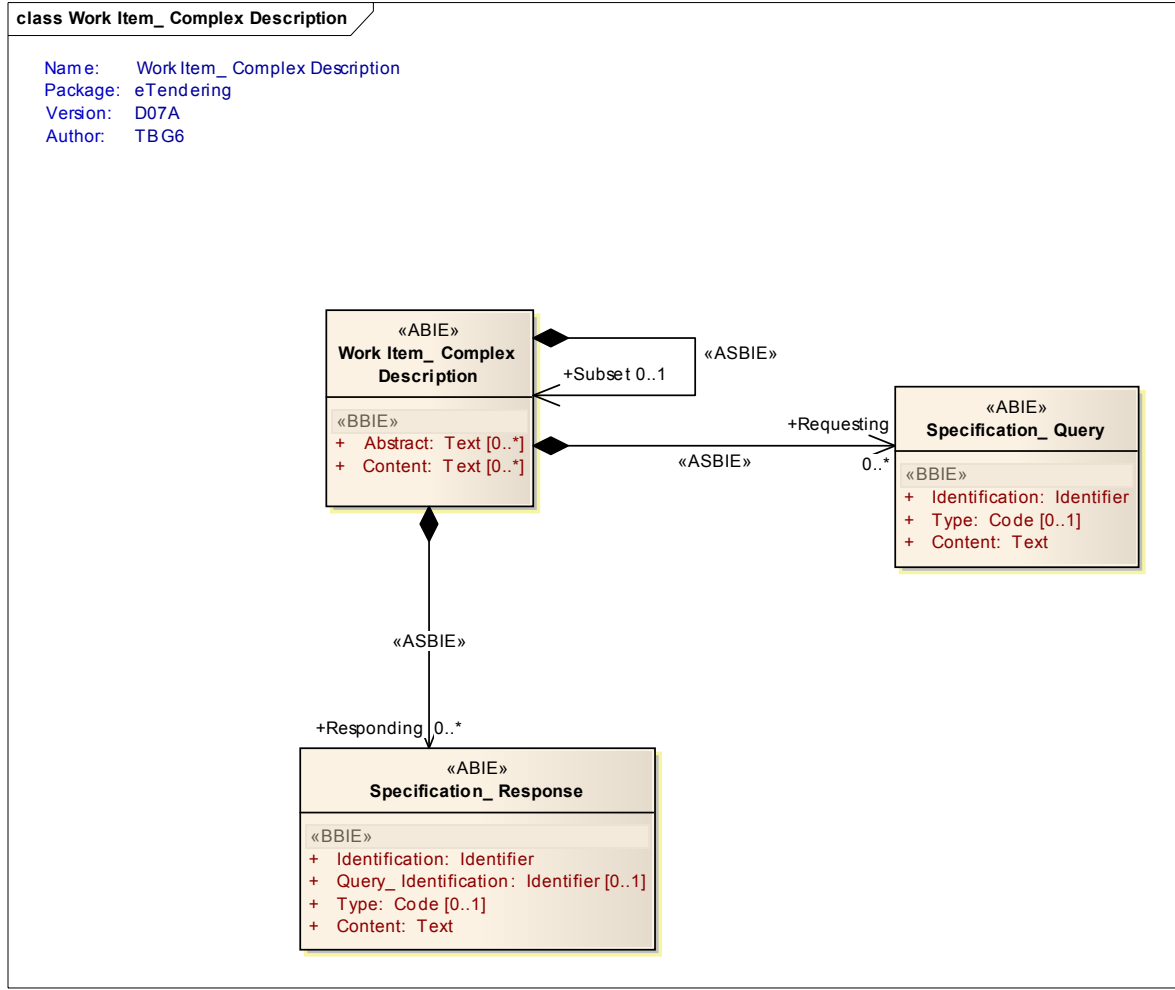 class Work Item_ Complex Description
Name: Work Item_ Complex Description
Package: eTendering
Version: D07A
Author: TBG6
«ABIE»
Work Item_ Complex
Description
«BBIE»
+ Abstract: Text [0..*]
+ Content: Text [0..*]
«ASBIE»
+Subset 0..1
+Requesting
0..*
«ASBIE»
«ABIE»
Specification_ Query
«BBIE»
+ Identification: Identifier
+ Type: Code [0..1]
+ Content: Text
«ASBIE»
+Responding 0..*
«ABIE»
Specification_ Response
«BBIE»
+ Identification: Identifier
+ Query_ Identification: Identifier [0..1]
+ Type: Code [0..1]
+ Content: Text